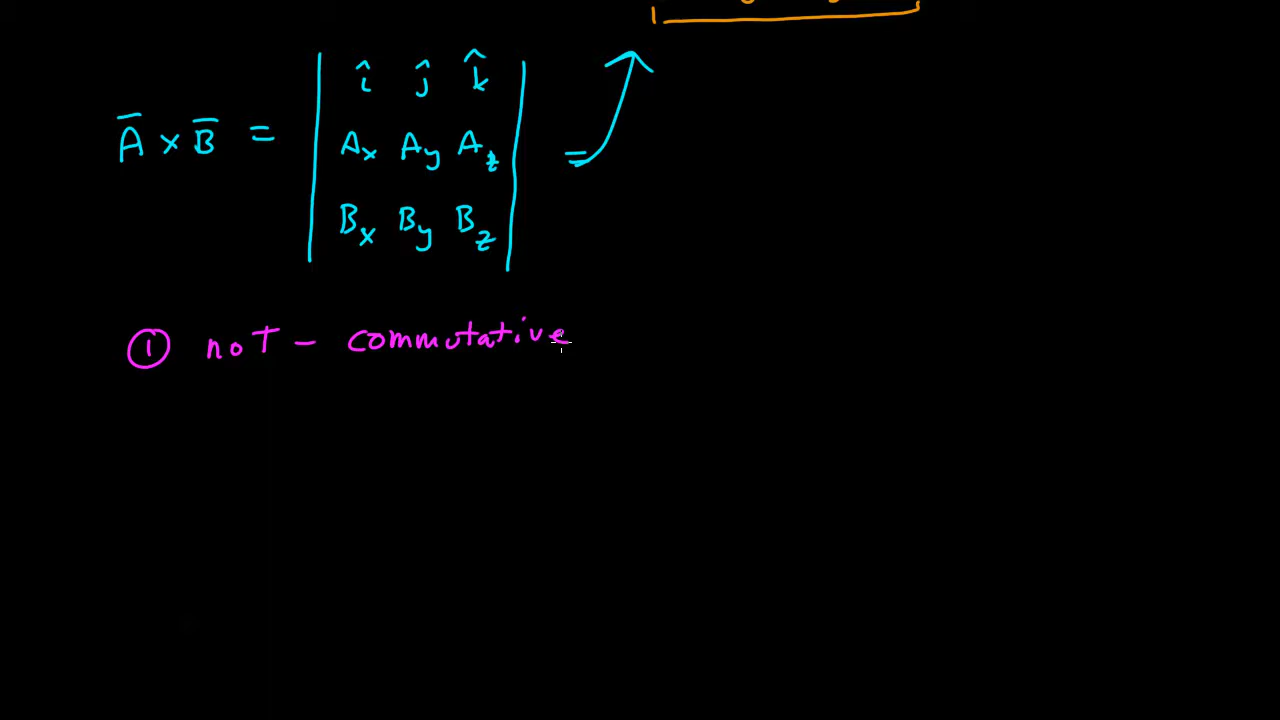 î ĵ k̂
A̅ × B̅ = | Ax Ay Az | =
Bx By Bz
① not - commutative